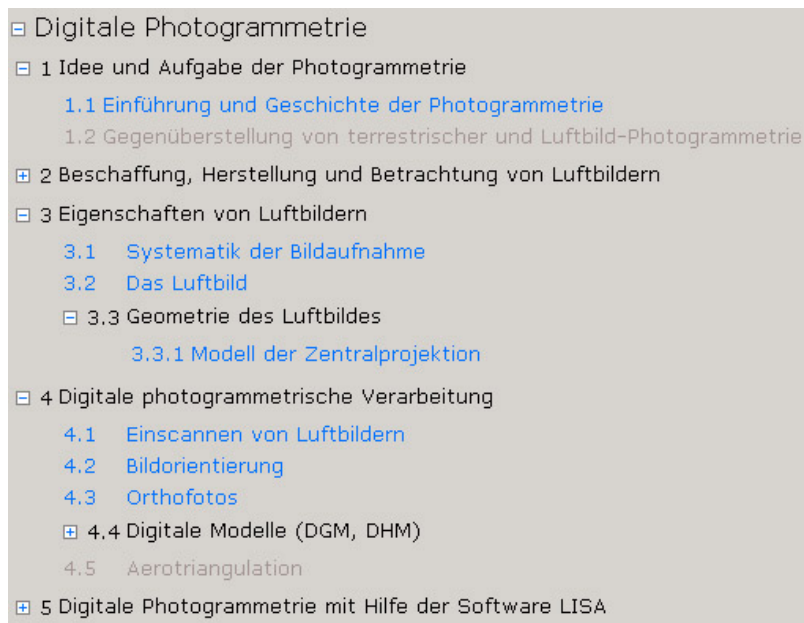 Digitale Photogrammetrie
1 Idee und Aufgabe der Photogrammetrie
1.1 Einführung und Geschichte der Photogrammetrie
1.2 Gegenüberstellung von terrestrischer und Luftbild-Photogrammetrie
2 Beschaffung, Herstellung und Betrachtung von Luftbildern
3 Eigenschaften von Luftbildern
3.1 Systematik der Bildaufnahme
3.2 Das Luftbild
3.3 Geometrie des Luftbildes
3.3.1 Modell der Zentralprojektion
4 Digitale photogrammetrische Verarbeitung
4.1 Einscannen von Luftbildern
4.2 Bildorientierung
4.3 Orthofotos
4.4 Digitale Modelle (DGM, DHM)
4.5 Aerotriangulation
5 Digitale Photogrammetrie mit Hilfe der Software LISA